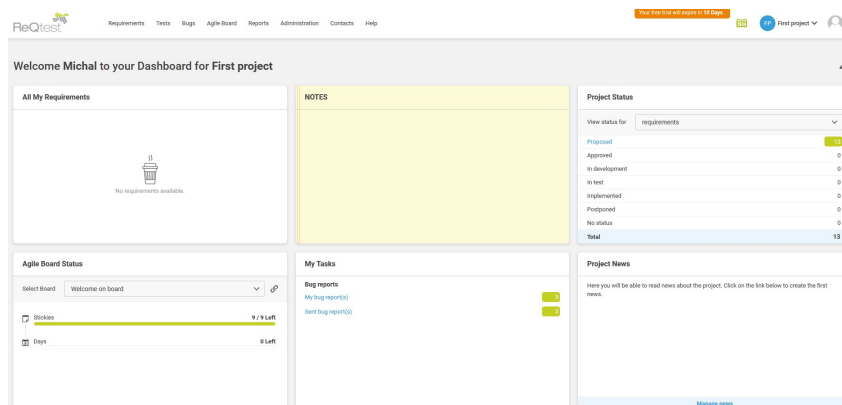 Your free trial will expire in 10 Days.
ReQtest
Requirements Tests Bugs Agile Board Reports Administration Contacts Help
FP First project
Welcome Michal to your Dashboard for First project
All My Requirements
No requirements available.
NOTES
Project Status
View status for requirements
Proposed 13
Approved 0
In development 0
In test 0
Implemented 0
Postponed 0
No status 0
Total 13
Agile Board Status
Select Board Welcome on board
Stickies 9 / 9 Left
Days 0 Left
My Tasks
Bug reports
My bug report(s) 3
Sent bug report(s) 3
Project News
Here you will be able to read news about the project. Click on the link below to create the first
news.
Manage news